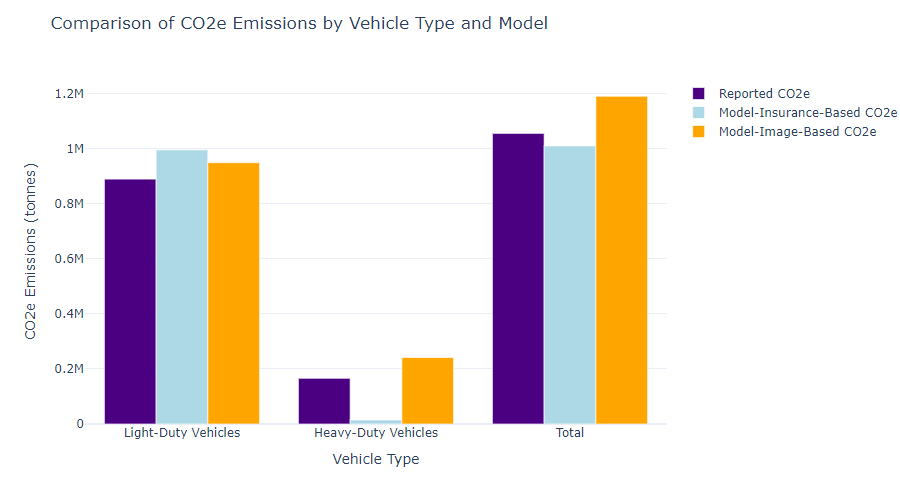 Comparison of CO2e Emissions by Vehicle Type and Model
1.2M
1M
0.8M
0.6M
0.4M
0.2M
0
CO2e Emissions (tonnes)
Light-Duty Vehicles
Heavy-Duty Vehicles
Total
Vehicle Type
Reported CO2e
Model-Insurance-Based CO2e
Model-Image-Based CO2e